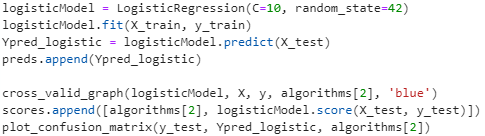 logisticModel = LogisticRegression(C=10, random_state=42)
logisticModel.fit(X_train, y_train)
Ypred_logistic = logisticModel.predict(X_test)
preds.append(Ypred_logistic)
cross_valid_graph(logisticModel, X, y, algorithms[2], 'blue')
scores.append([algorithms[2], logisticModel.score(X_test, y_test)])
plot_confusion_matrix(y_test, Ypred_logistic, algorithms[2])